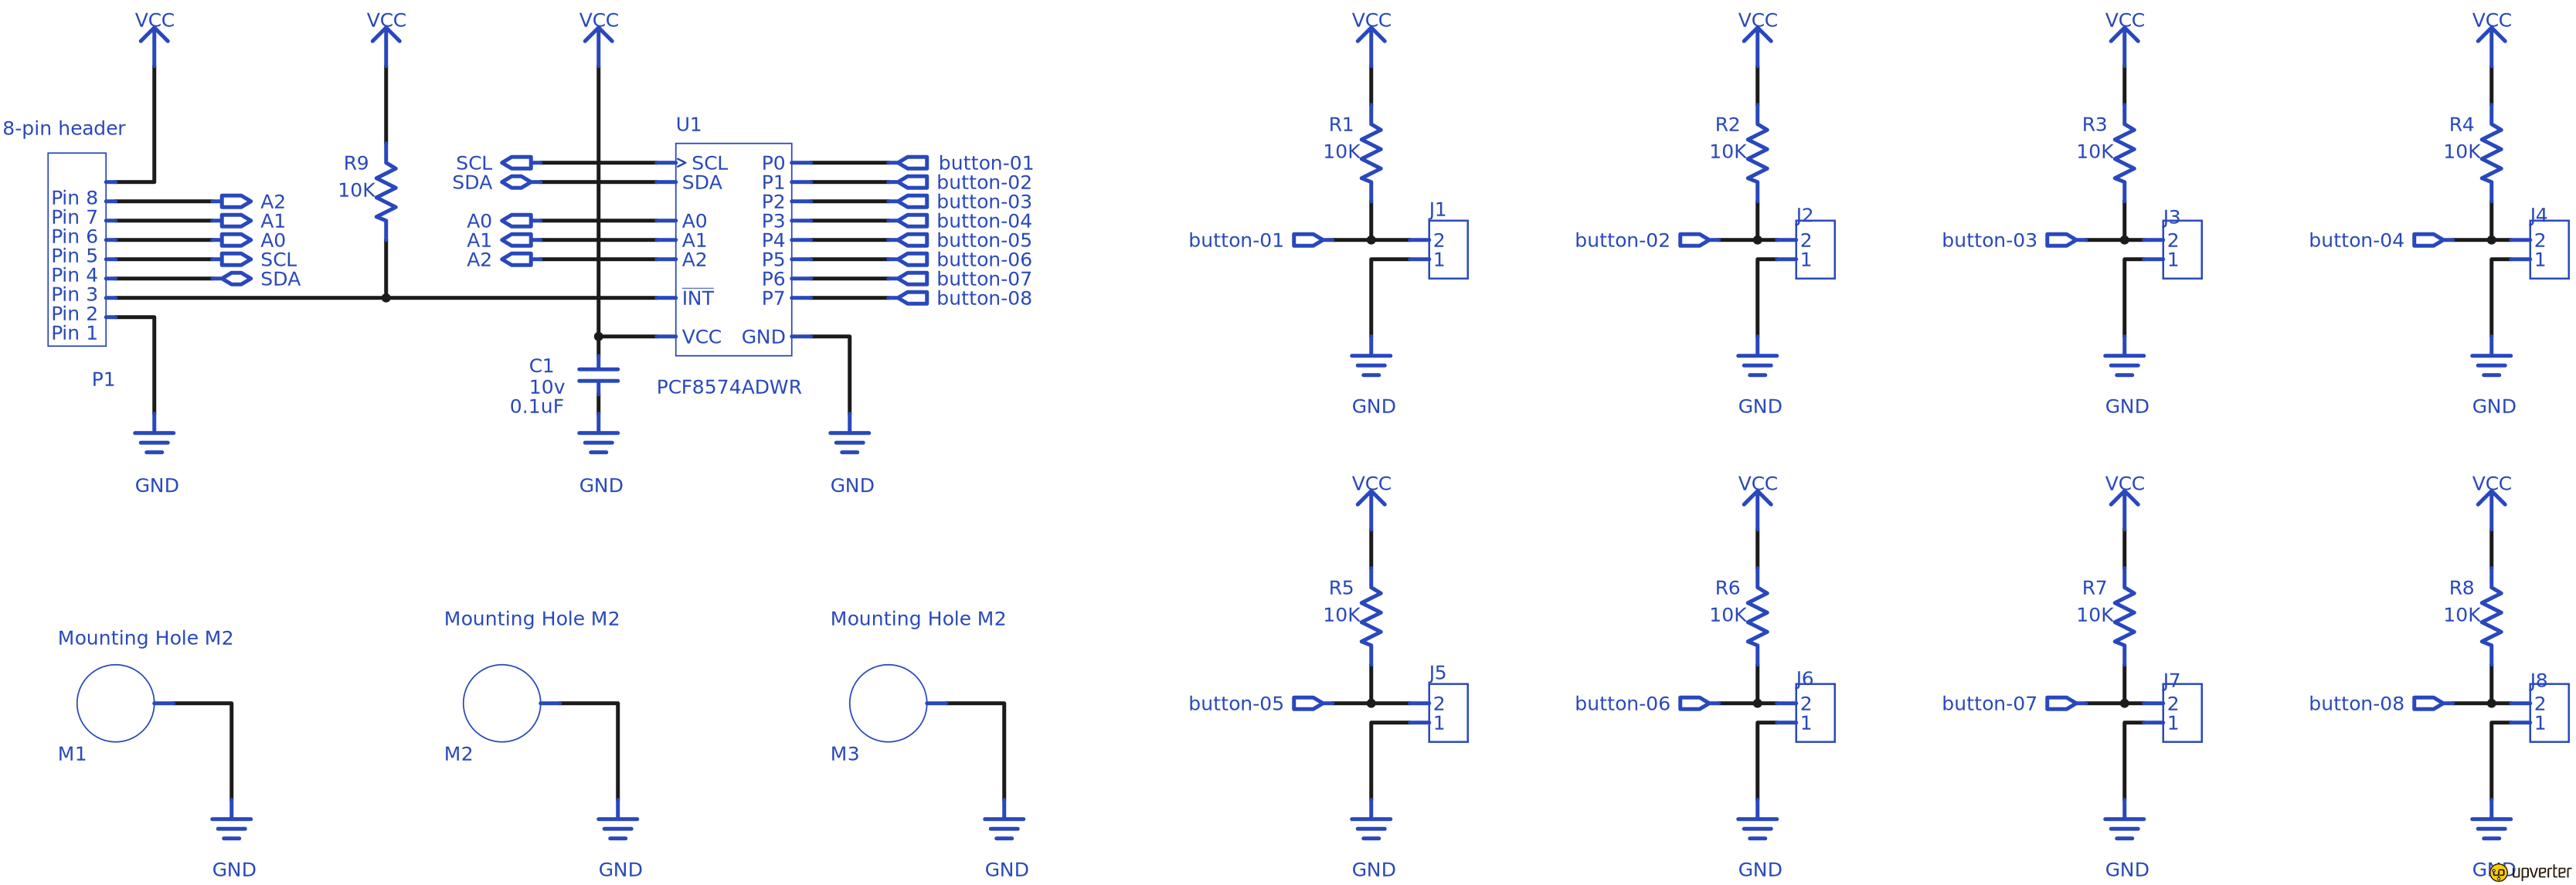 VCC
VCC
VCC
8-pin header
Pin 8
Pin 7
Pin 6
Pin 5
Pin 4
Pin 3
Pin 2
Pin 1
A2
A1
A0
SCL
SDA
P1
GND
R9
10K
SCL
SDA
A0
A1
A2
U1
SCL
SDA
A0
A1
A2
INT
VCC
P0
P1
P2
P3
P4
P5
P6
P7
GND
PCF8574ADWR
button-01
button-02
button-03
button-04
button-05
button-06
button-07
button-08
C1
10v
0.1uF
GND
GND
VCC
R1
10K
J1
button-01
2
1
GND
VCC
R2
10K
J2
button-02
2
1
GND
VCC
R3
10K
J3
button-03
2
1
GND
VCC
R4
10K
J4
button-04
2
1
GND
Mounting Hole M2
M1
GND
Mounting Hole M2
M2
GND
Mounting Hole M2
M3
GND
VCC
R5
10K
J5
button-05
2
1
GND
VCC
R6
10K
J6
button-06
2
1
GND
VCC
R7
10K
J7
button-07
2
1
GND
VCC
R8
10K
J8
button-08
2
1
GND
upverter